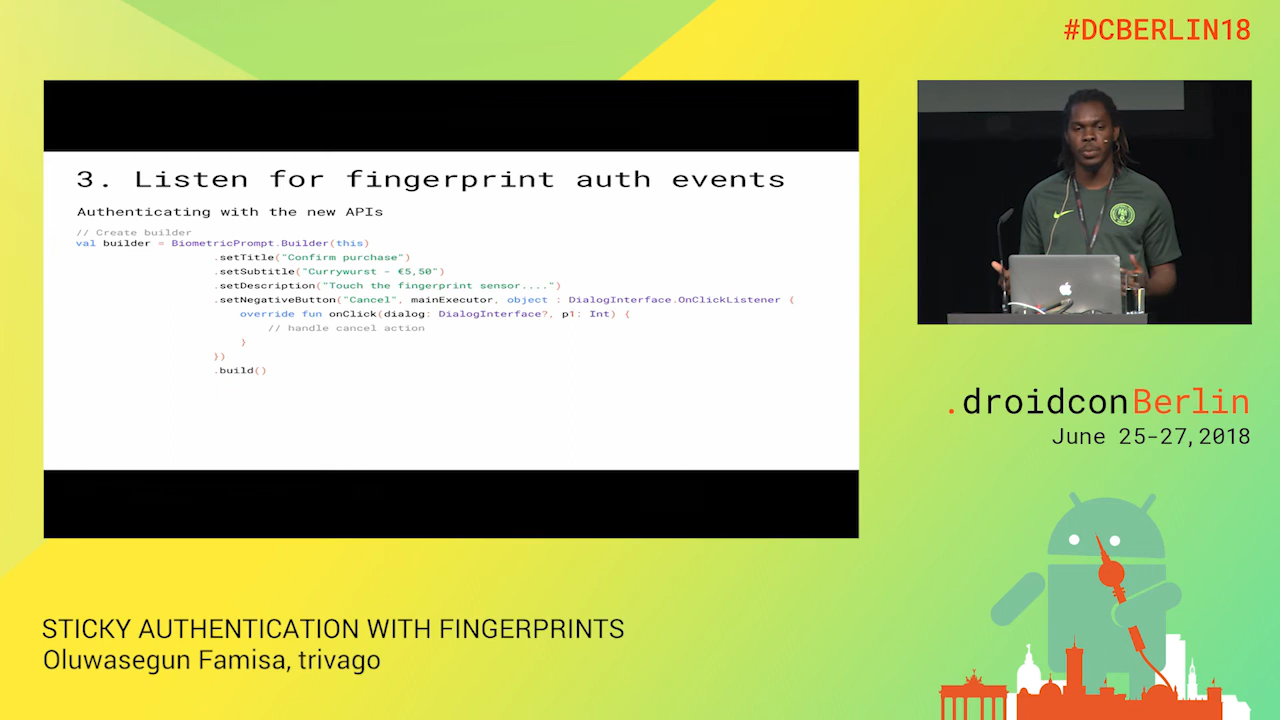 #DCBERLIN18
3. Listen for fingerprint auth events
Authenticating with the new APIs
// Create builder
val builder = BiometricPrompt.Builder(this)
.setTitle("Confirm purchase")
.setSubtitle("Currywurst - €5,50")
.setDescription("Touch the fingerprint sensor....")
.setNegativeButton("Cancel", mainExecutor, object : DialogInterface.OnClickListener {
override fun onClick(dialog: DialogInterface?, p1: Int) {
// handle cancel action
}
})
.build()
.droidconBerlin
June 25-27,2018
STICKY AUTHENTICATION WITH FINGERPRINTS
Oluwasegun Famisa, trivago